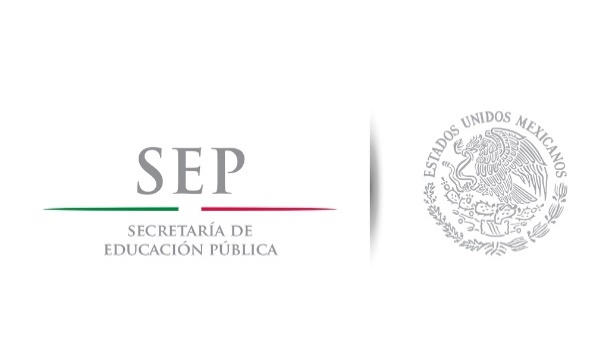 SEP
SECRETARÍA DE
EDUCACIÓN PÚBLICA
ESTADOS UNIDOS MEXICANOS